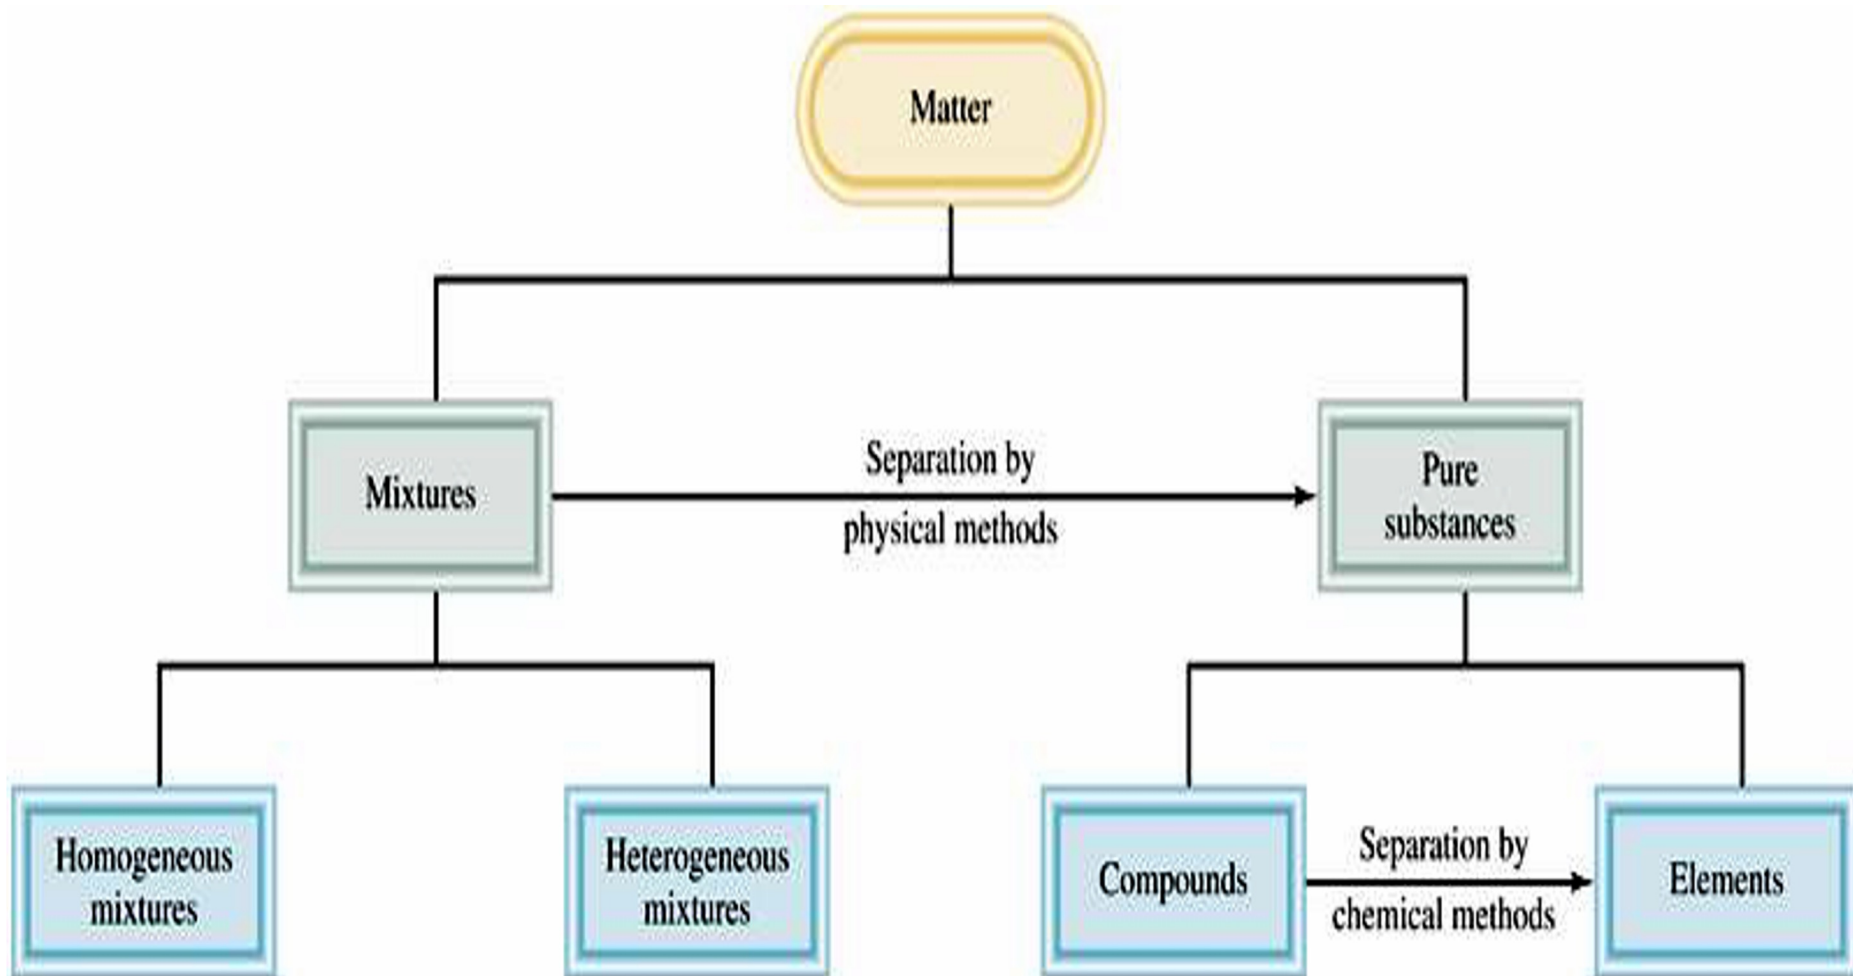 Matter
Mixtures
Separation by
physical methods
Pure
substances
Homogeneous
mixtures
Heterogeneous
mixtures
Compounds
Separation by
chemical methods
Elements